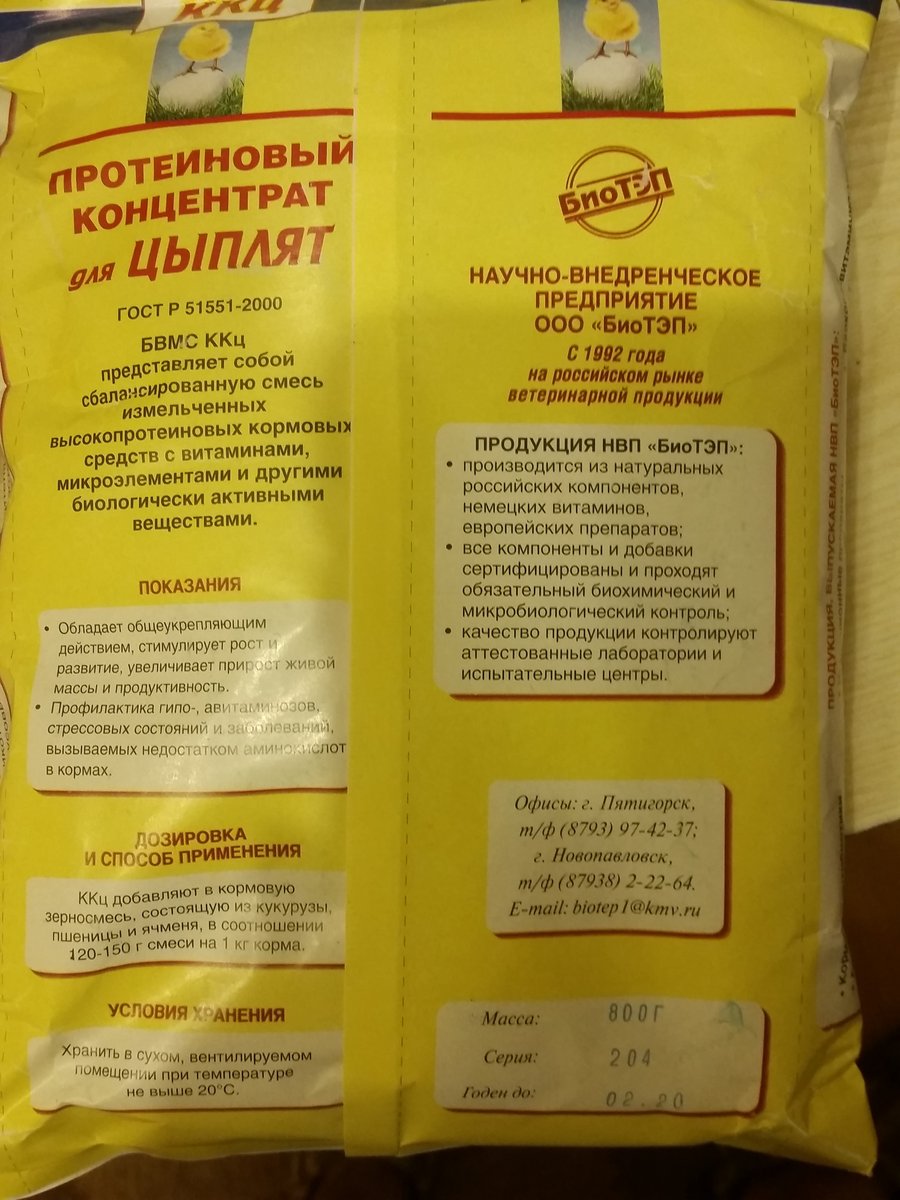 ККЦ
ПРОТЕИНОВЫЙ
КОНЦЕНТРАТ
для ЦЫПЛЯТ
ГОСТ Р 51551-2000
БВМС ККц
представляет собой
сбалансированную смесь
измельченных
высокопротеиновых кормовых
средств с витаминами,
микроэлементами и другими
биологически активными
веществами.
ПОКАЗАНИЯ
• Обладает общеукрепляющим
действием, стимулирует рост и
развитие, увеличивает прирост живой
массы и продуктивность.
• Профилактика гипо-, авитаминозов,
стрессовых состояний и заболеваний,
вызываемых недостатком аминокислот
в кормах.
ДОЗИРОВКА
И СПОСОБ ПРИМЕНЕНИЯ
ККц добавляют в кормовую
зерносмесь, состоящую из кукурузы,
пшеницы и ячменя, в соотношении
120-150 г смеси на 1 кг корма.
УСЛОВИЯ ХРАНЕНИЯ
Хранить в сухом, вентилируемом
помещении при температуре
не выше 20°С.
БиоТЭП
НАУЧНО-ВНЕДРЕНЧЕСКОЕ
ПРЕДПРИЯТИЕ
ООО «БиоТЭП»
С 1992 года
на российском рынке
ветеринарной продукции
ПРОДУКЦИЯ НВП «БиоТЭП»:
• производится из натуральных
российских компонентов,
немецких витаминов,
европейских препаратов;
• все компоненты и добавки
сертифицированы и проходят
обязательный биохимический и
микробиологический контроль;
• качество продукции контролируют
аттестованные лаборатории и
испытательные центры.
Офисы: г. Пятигорск,
т/ф (8793) 97-42-37;
г. Новопавловск,
т/ф (87938) 2-22-64.
E-mail: biotep1@kmv.ru
Масса: 800Г
Серия: 204
Годен до: 02.20
ПРОДУКЦИЯ, ВЫПУСКАЕМАЯ НВП «БиоТЭП»: